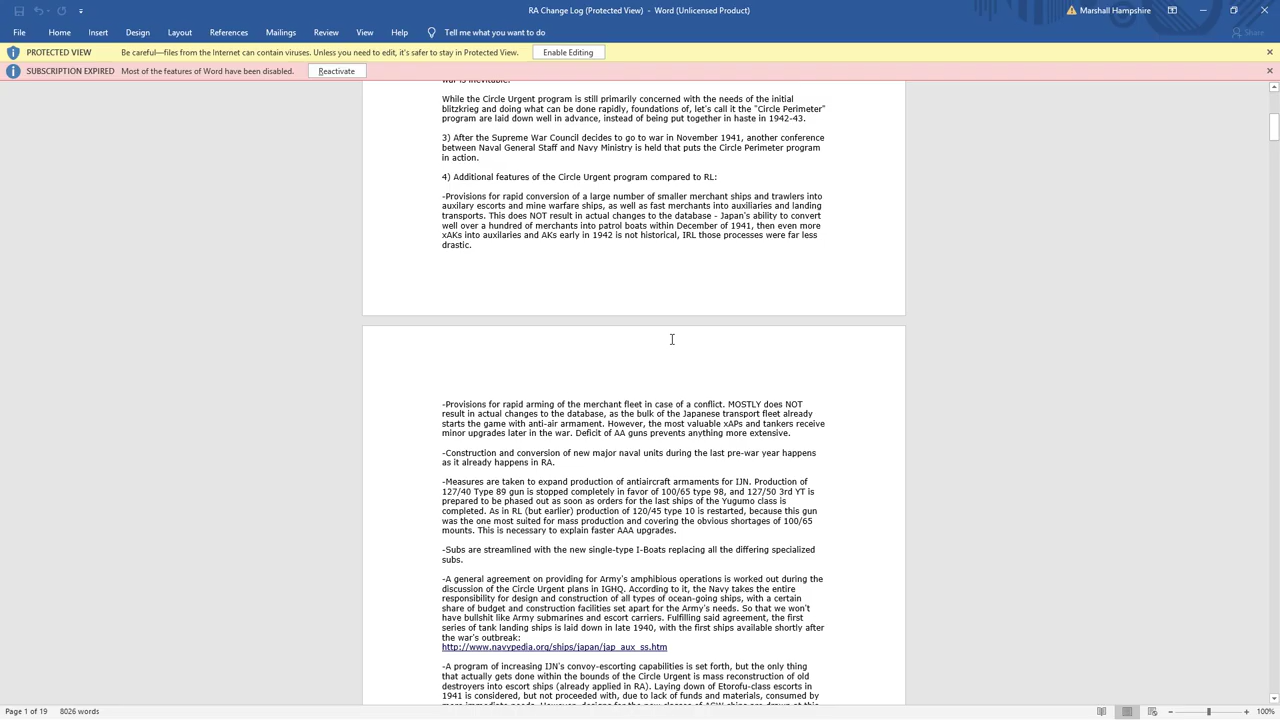 RA Change Log (Protected View) - Word (Unlicensed Product)
Marshall Hampshire
File Home Insert Design Layout References Mailings Review View Help Tell me what you want to do
Share
PROTECTED VIEW Be careful—files from the Internet can contain viruses. Unless you need to edit, it's safer to stay in Protected View. Enable Editing
SUBSCRIPTION EXPIRED Most of the features of Word have been disabled. Reactivate
war is inevitable.
While the Circle Urgent program is still primarily concerned with the needs of the initial
blitzkrieg and doing what can be done rapidly, foundations of, let's call it the "Circle Perimeter"
program are laid down well in advance, instead of being put together in haste in 1942-43.
3) After the Supreme War Council decides to go to war in November 1941, another conference
between Naval General Staff and Navy Ministry is held that puts the Circle Perimeter program
in action.
4) Additional features of the Circle Urgent program compared to RL:
-Provisions for rapid conversion of a large number of smaller merchant ships and trawlers into
auxilary escorts and mine warfare ships, as well as fast merchants into auxiliaries and landing
transports. This does NOT result in actual changes to the database - Japan's ability to convert
well over a hundred of merchants into patrol boats within December of 1941, then even more
xAKs into auxilaries and AKs early in 1942 is not historical, IRL those processes were far less
drastic.
-Provisions for rapid arming of the merchant fleet in case of a conflict. MOSTLY does NOT
result in actual changes to the database, as the bulk of the Japanese transport fleet already
starts the game with anti-air armament. However, the most valuable xAPs and tankers receive
minor upgrades later in the war. Deficit of AA guns prevents anything more extensive.
-Construction and conversion of new major naval units during the last pre-war year happens
as it already happens in RA.
-Measures are taken to expand production of antiaircraft armaments for IJN. Production of
127/40 Type 89 gun is stopped completely in favor of 100/65 type 98, and 127/50 3rd YT is
prepared to be phased out as soon as orders for the last ships of the Yugumo class is
completed. As in RL (but earlier) production of 120/45 type 10 is restarted, because this gun
was the one most suited for mass production and covering the obvious shortages of 100/65
mounts. This is necessary to explain faster AAA upgrades.
-Subs are streamlined with the new single-type I-Boats replacing all the differing specialized
subs.
-A general agreement on providing for Army's amphibious operations is worked out during the
discussion of the Circle Urgent plans in IGHQ. According to it, the Navy takes the entire
responsibility for design and construction of all types of ocean-going ships, with a certain
share of budget and construction facilities set apart for the Army's needs. So that we won't
have bullshit like Army submarines and escort carriers. Fulfilling said agreement, the first
series of tank landing ships is laid down in late 1940, with the first ships available shortly after
the war's outbreak:
http://www.navypedia.org/ships/japan/jap_aux_ss.htm
-A program of increasing IJN's convoy-escorting capabilities is set forth, but the only thing
that actually gets done within the bounds of the Circle Urgent is mass reconstruction of old
destroyers into escort ships (already applied in RA). Laying down of Etorofu-class escorts in
1941 is considered, but not proceeded with, due to lack of funds and materials, consumed by
more immediate needs. However, designs for the new classes of ASW ships are drawn at this
Page 1 of 19 8026 words
100%